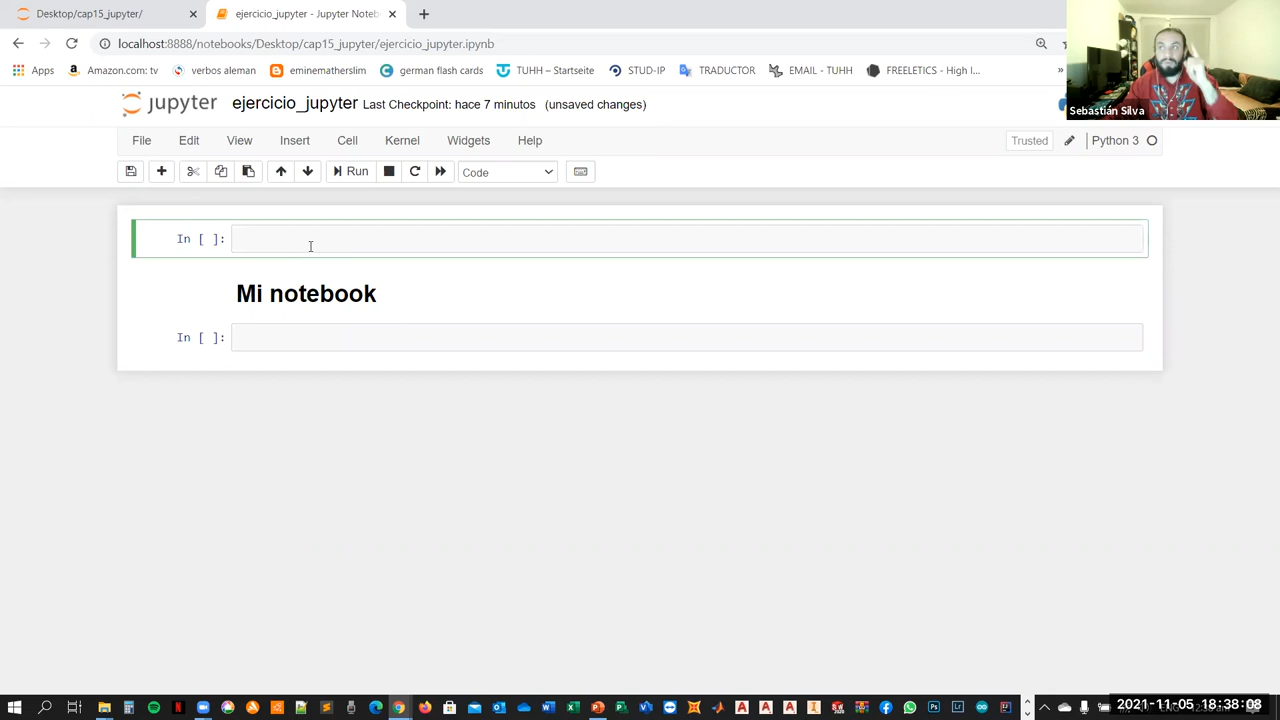 Desktop/cap15_jupyter/
ejercicio_jupyter - Jupyter Noteb
localhost:8888/notebooks/Desktop/cap15_jupyter/ejercicio_jupyter.ipynb
Apps
Amazon.com: tv
verbos aleman
eminematherslim
german flash cards
TUHH – Startseite
STUD-IP
TRADUCTOR
EMAIL - TUHH
FREELETICS - High I...
»
Sebastián Silva
jupyter ejercicio_jupyter Last Checkpoint: hace 7 minutos (unsaved changes)
File Edit View Insert Cell Kernel Widgets Help
Trusted Python 3
Run Code
In [ ]:
Mi notebook
In [ ]:
2021-11-05 18:38:08